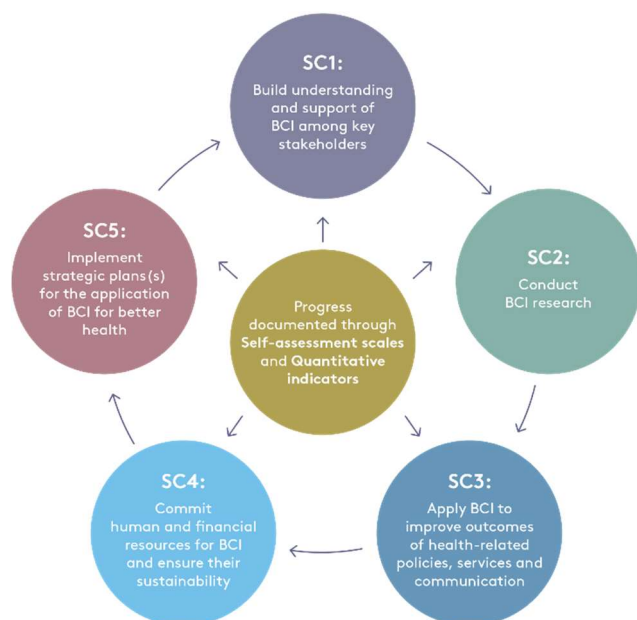 SC1:
Build understanding
and support of
BCI among key
stakeholders
SC2:
Conduct
BCI research
SC3:
Apply BCI to
improve outcomes
of health-related
policies, services and
communication
SC4:
Commit
human and financial
resources for BCI
and ensure their
sustainability
SC5:
Implement
strategic plans(s)
for the application
of BCI for better
health
Progress
documented through
Self-assessment scales
and Quantitative
indicators